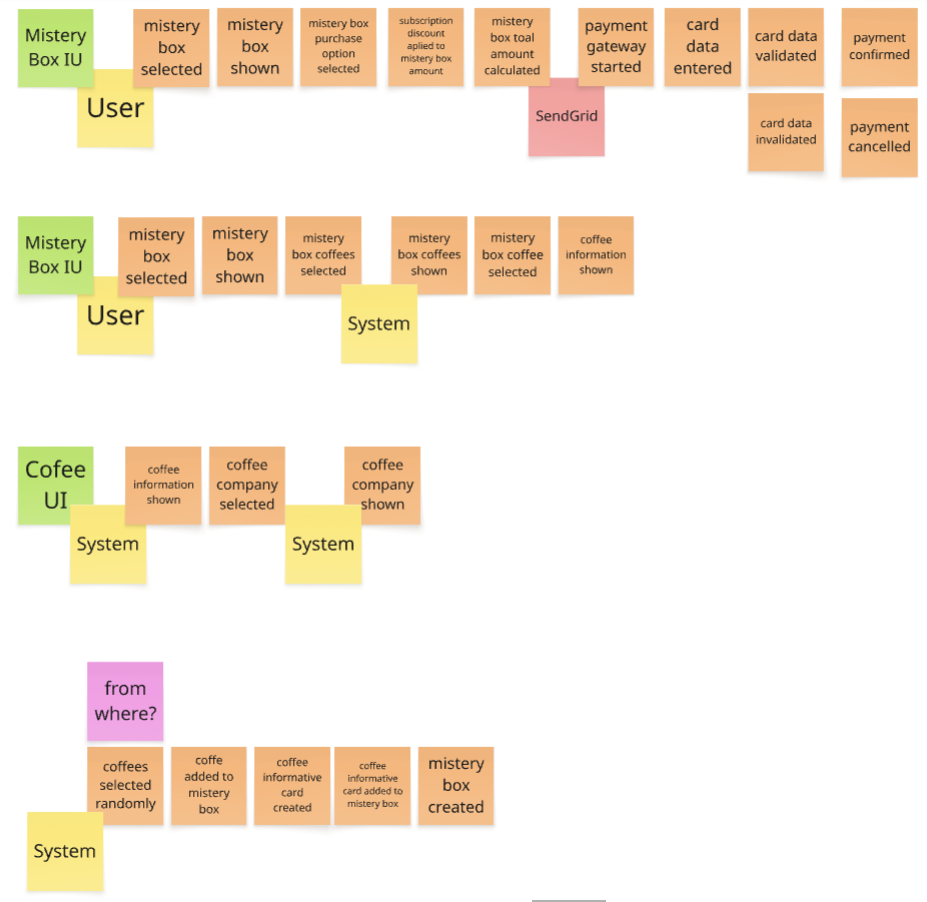 Mistery
Box IU
User
mistery
box
selected
mistery
box
shown
mistery box
purchase
option
selected
subscription
discount
aplied to
mistery box
amount
mistery
box toal
amount
calculated
SendGrid
payment
gateway
started
card
data
entered
card data
validated
payment
confirmed
card data
invalidated
payment
cancelled
Mistery
Box IU
User
mistery
box
selected
mistery
box
shown
mistery
box coffees
selected
System
mistery
box coffees
shown
mistery
box coffee
selected
coffee
information
shown
Cofee
UI
System
coffee
information
shown
coffee
company
selected
System
coffee
company
shown
from
where?
System
coffees
selected
randomly
coffe
added to
mistery
box
coffee
informative
card
created
coffee
informative
card added to
mistery box
mistery
box
created